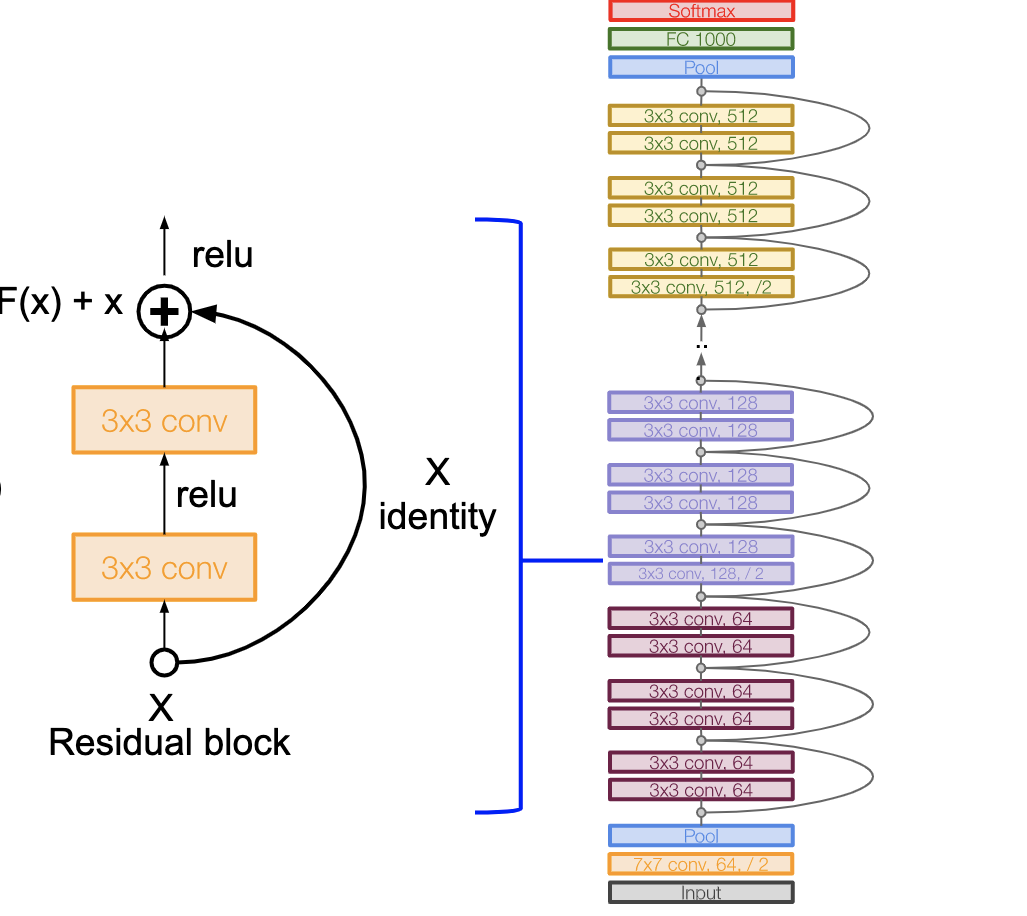 relu
F(x) + x
3x3 conv
relu
X
identity
3x3 conv
X
Residual block
Softmax
FC 1000
Pool
3x3 conv, 512
3x3 conv, 512
3x3 conv, 512
3x3 conv, 512
3x3 conv, 512
3x3 conv, 512, /2
..
3x3 conv, 128
3x3 conv, 128
3x3 conv, 128
3x3 conv, 128
3x3 conv, 128
3x3 conv, 128, / 2
3x3 conv, 64
3x3 conv, 64
3x3 conv, 64
3x3 conv, 64
3x3 conv, 64
3x3 conv, 64
Pool
7x7 conv, 64, / 2
Input